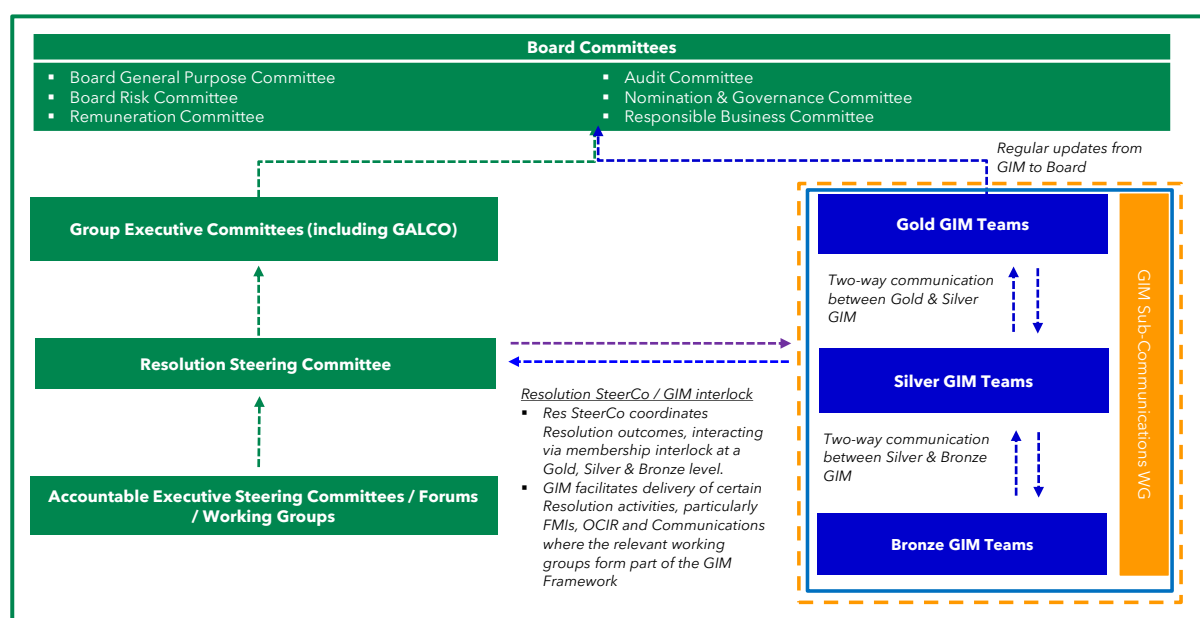 Board Committees
▪ Board General Purpose Committee
▪ Board Risk Committee
▪ Remuneration Committee
▪ Audit Committee
▪ Nomination & Governance Committee
▪ Responsible Business Committee
Regular updates from
GIM to Board
Group Executive Committees (including GALCO)
Resolution Steering Committee
Accountable Executive Steering Committees / Forums
/ Working Groups
Resolution SteerCo / GIM interlock
▪ Res SteerCo coordinates
Resolution outcomes, interacting
via membership interlock at a
Gold, Silver & Bronze level.
▪ GIM facilitates delivery of certain
Resolution activities, particularly
FMIs, OCIR and Communications
where the relevant working
groups form part of the GIM
Framework
Gold GIM Teams
Two-way communication
between Gold & Silver
GIM
Silver GIM Teams
Two-way communication
between Silver & Bronze
GIM
Bronze GIM Teams
GIM Sub-Communications WG